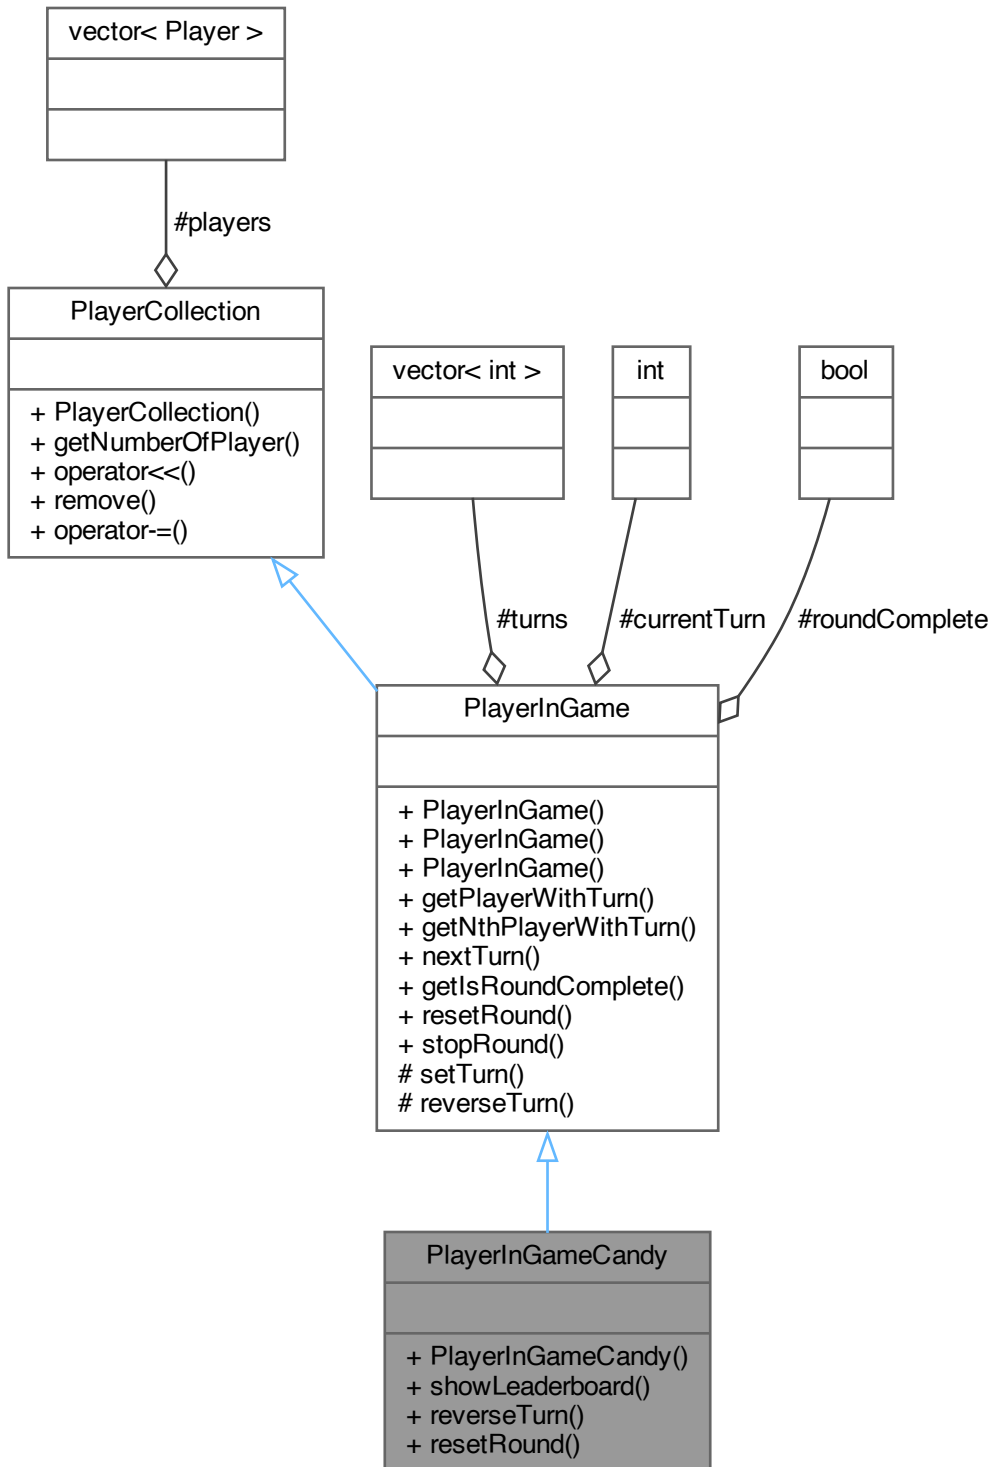 vector< Player >
#players
PlayerCollection
+ PlayerCollection()
+ getNumberOfPlayer()
+ operator<<()
+ remove()
+ operator-=()
vector< int >
int
bool
#turns
#currentTurn
#roundComplete
PlayerInGame
+ PlayerInGame()
+ PlayerInGame()
+ PlayerInGame()
+ getPlayerWithTurn()
+ getNthPlayerWithTurn()
+ nextTurn()
+ getIsRoundComplete()
+ resetRound()
+ stopRound()
# setTurn()
# reverseTurn()
PlayerInGameCandy
+ PlayerInGameCandy()
+ showLeaderboard()
+ reverseTurn()
+ resetRound()